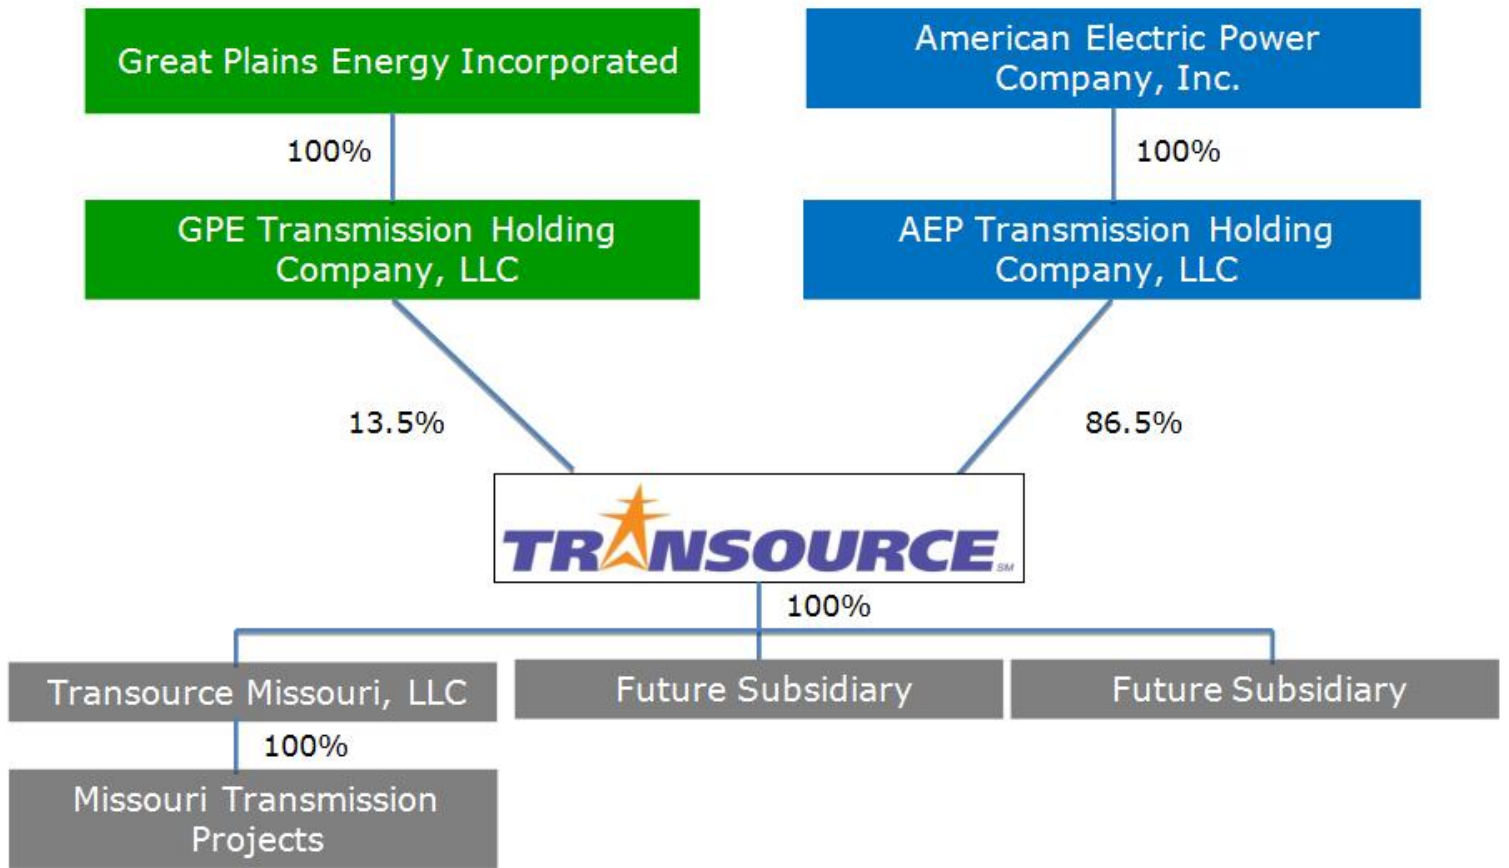 Great Plains Energy Incorporated
American Electric Power
Company, Inc.
100%
100%
GPE Transmission Holding
Company, LLC
AEP Transmission Holding
Company, LLC
13.5%
86.5%
TRANSOURCE SM
100%
Transource Missouri, LLC
Future Subsidiary
Future Subsidiary
100%
Missouri Transmission
Projects